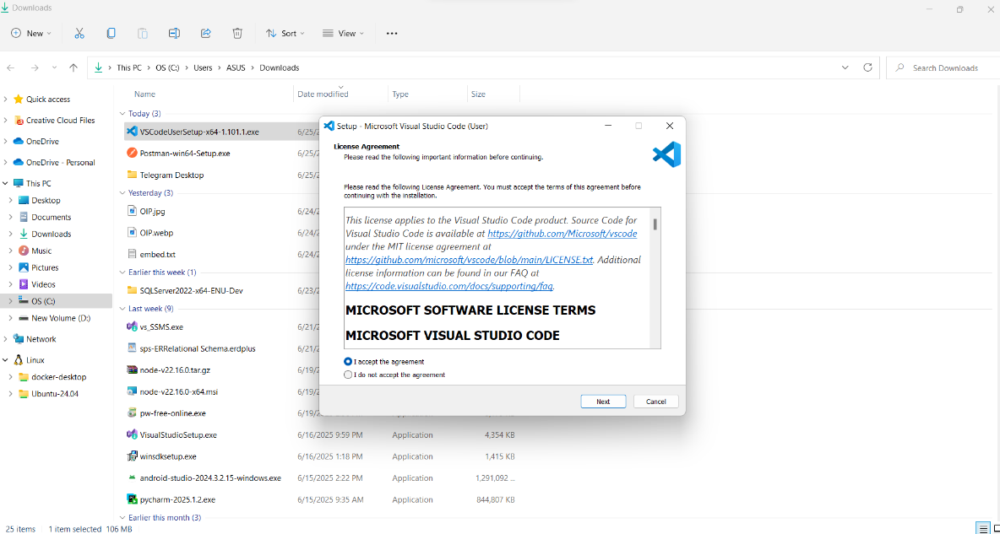 Downloads
New
Sort
View
This PC > OS (C:) > Users > ASUS > Downloads
Search Downloads
Quick access
Creative Cloud Files
OneDrive
OneDrive - Personal
This PC
Desktop
Documents
Downloads
Music
Pictures
Videos
OS (C:)
New Volume (D:)
Network
Linux
docker-desktop
Ubuntu-24.04
Name Date modified Type Size
Today (3)
VSCodeUserSetup-x64-1.101.1.exe 6/25/2
Postman-win64-Setup.exe 6/25/2
Telegram Desktop 6/25/2
Yesterday (3)
OIP.jpg 6/24/2
OIP.webp 6/24/2
embed.txt 6/24/2
Earlier this week (1)
SQLServer2022-x64-ENU-Dev 6/23/2
Last week (9)
vs_SSMS.exe 6/21/2
sps-ERRelational Schema.erdplus 6/21/2
node-v22.16.0.tar.gz 6/19/2
node-v22.16.0-x64.msi 6/19/2
pw-free-online.exe 6/19/2
VisualStudioSetup.exe 6/16/2025 9:59 PM Application 4,354 KB
winsdksetup.exe 6/16/2025 1:18 PM Application 1,415 KB
android-studio-2024.3.2.15-windows.exe 6/15/2025 2:22 PM Application 1,291,092 ...
pycharm-2025.1.2.exe 6/15/2025 9:35 AM Application 844,807 KB
Earlier this month (3)
Setup - Microsoft Visual Studio Code (User)
License Agreement
Please read the following important information before continuing.
Please read the following License Agreement. You must accept the terms of this agreement before
continuing with the installation.
This license applies to the Visual Studio Code product. Source Code for
Visual Studio Code is available at https://github.com/Microsoft/vscode
under the MIT license agreement at
https://github.com/microsoft/vscode/blob/main/LICENSE.txt. Additional
license information can be found in our FAQ at
https://code.visualstudio.com/docs/supporting/faq.
MICROSOFT SOFTWARE LICENSE TERMS
MICROSOFT VISUAL STUDIO CODE
I accept the agreement
I do not accept the agreement
Next Cancel
25 items 1 item selected 106 MB